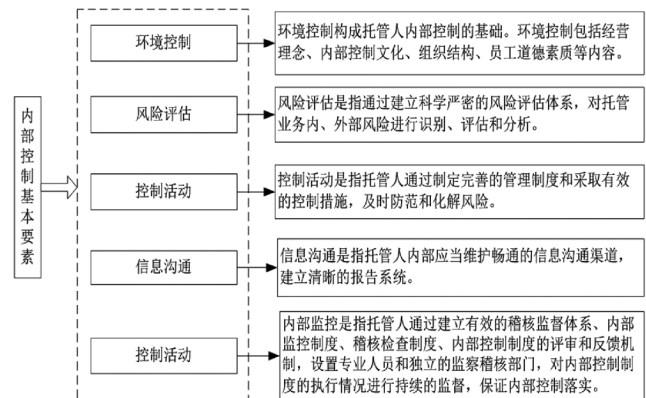 内部控制基本要素
环境控制
环境控制构成托管人内部控制的基础。环境控制包括经营
理念、内部控制文化、组织结构、员工道德素质等内容。
风险评估
风险评估是指通过建立科学严密的风险评估体系，对托管
业务内、外部风险进行识别、评估和分析。
控制活动
控制活动是指托管人通过制定完善的管理制度和采取有效
的控制措施，及时防范和化解风险。
信息沟通
信息沟通是指托管人内部应当维护畅通的信息沟通渠道，
建立清晰的报告系统。
控制活动
内部监控是指托管人通过建立有效的稽核监督体系、内部
监控制度、稽核检查制度、内部控制制度的评审和反馈机
制，设置专业人员和独立的监察稽核部门，对内部控制制
度的执行情况进行持续的监督，保证内部控制落实。